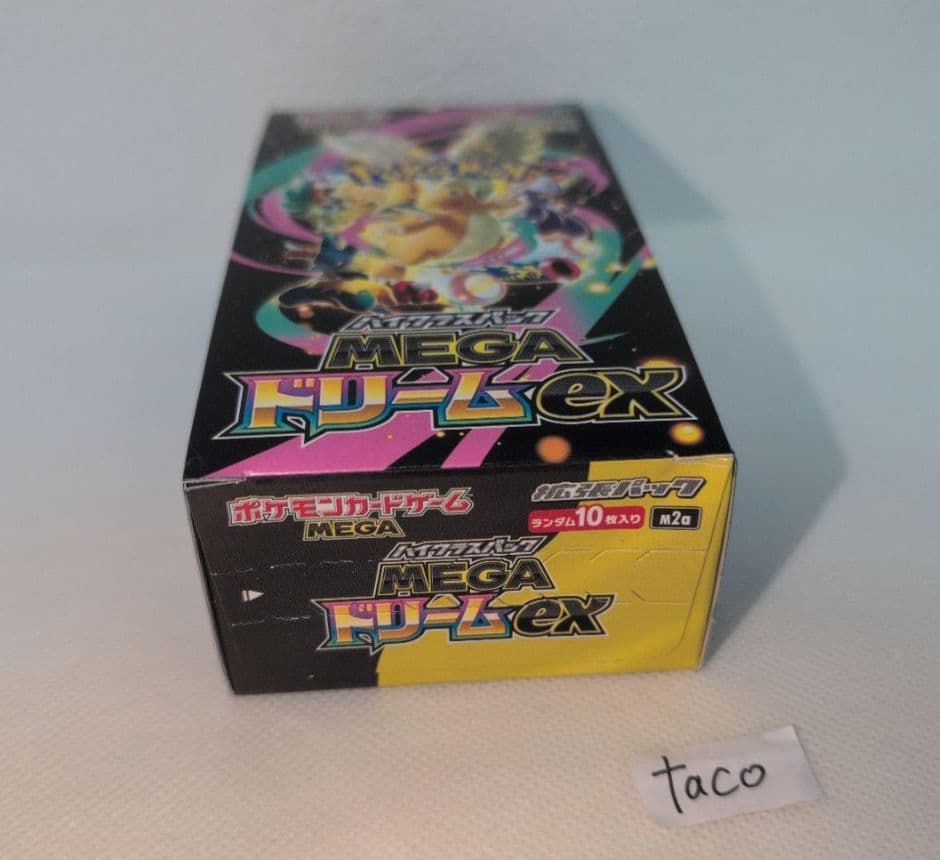 Pokémon
ハイクラスパック
MEGA
ドリームex
ポケモンカードゲーム
MEGA
拡張パック
ランダム10枚入り
M2a
ハイクラスパック
MEGA
ドリームex
taco